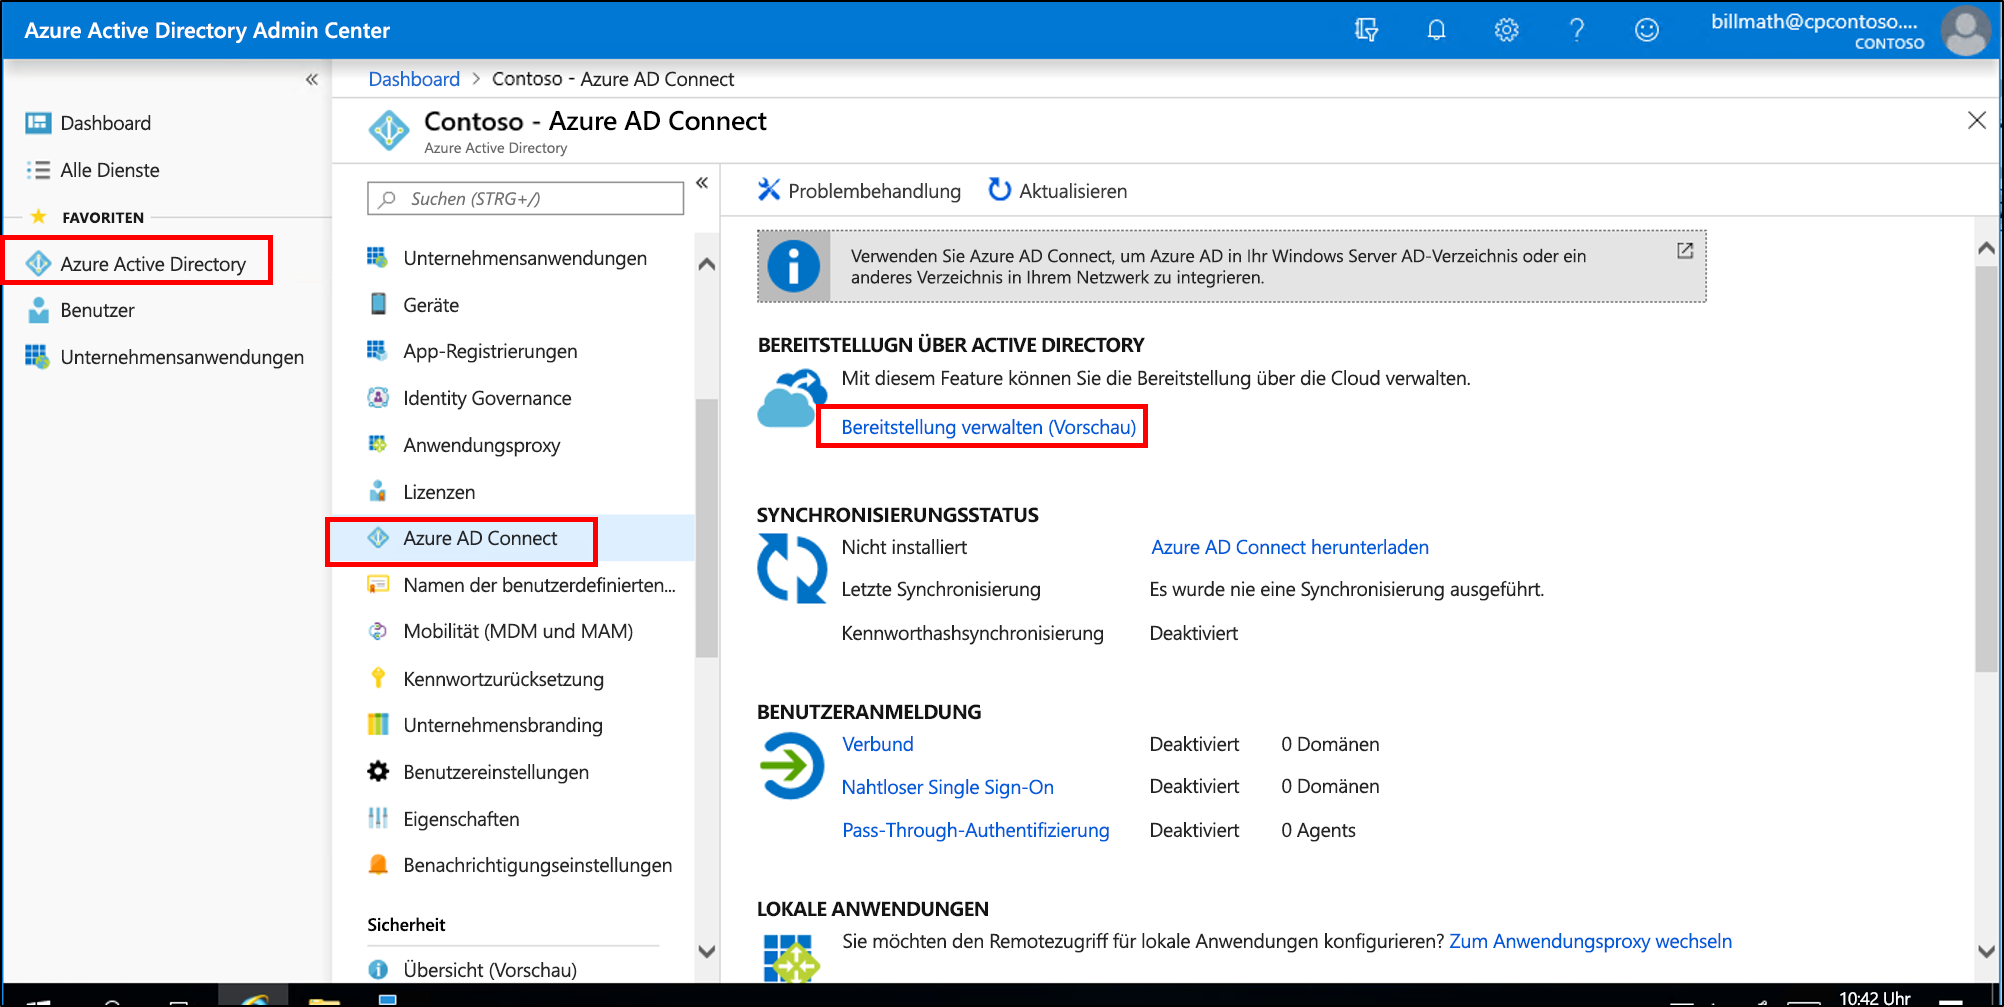 Azure Active Directory Admin Center
billmath@cpcontoso....
CONTOSO
«
Dashboard
Alle Dienste
FAVORITEN
Azure Active Directory
Benutzer
Unternehmensanwendungen
Dashboard > Contoso - Azure AD Connect
Contoso - Azure AD Connect
Azure Active Directory
Suchen (STRG+/)
«
Unternehmensanwendungen
Geräte
App-Registrierungen
Identity Governance
Anwendungsproxy
Lizenzen
Azure AD Connect
Namen der benutzerdefinierten...
Mobilität (MDM und MAM)
Kennwortzurücksetzung
Unternehmensbranding
Benutzereinstellungen
Eigenschaften
Benachrichtigungseinstellungen
Sicherheit
Übersicht (Vorschau)
Problembehandlung Aktualisieren
Verwenden Sie Azure AD Connect, um Azure AD in Ihr Windows Server AD-Verzeichnis oder ein
anderes Verzeichnis in Ihrem Netzwerk zu integrieren.
BEREITSTELLUGN ÜBER ACTIVE DIRECTORY
Mit diesem Feature können Sie die Bereitstellung über die Cloud verwalten.
Bereitstellung verwalten (Vorschau)
SYNCHRONISIERUNGSSTATUS
Nicht installiert Azure AD Connect herunterladen
Letzte Synchronisierung Es wurde nie eine Synchronisierung ausgeführt.
Kennworthashsynchronisierung Deaktiviert
BENUTZERANMELDUNG
Verbund Deaktiviert 0 Domänen
Nahtloser Single Sign-On Deaktiviert 0 Domänen
Pass-Through-Authentifizierung Deaktiviert 0 Agents
LOKALE ANWENDUNGEN
Sie möchten den Remotezugriff für lokale Anwendungen konfigurieren? Zum Anwendungsproxy wechseln
10:42 Uhr